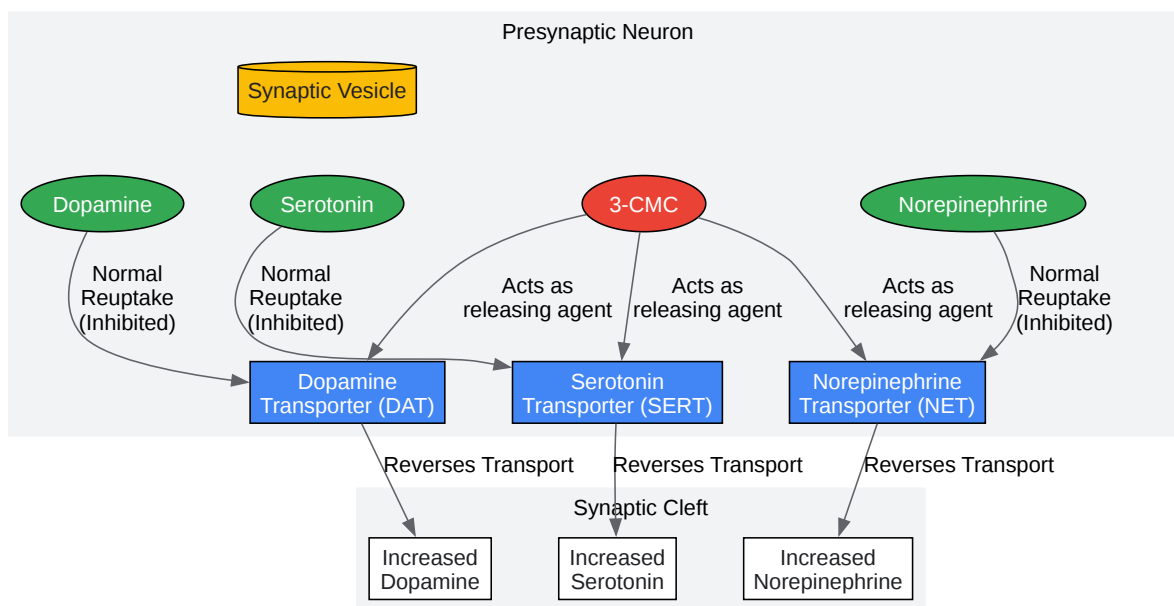 Presynaptic Neuron
Synaptic Vesicle
Dopamine
Serotonin
3-CMC
Norepinephrine
Normal
Reuptake
(Inhibited)
Normal
Reuptake
(Inhibited)
Acts as
releasing agent
Acts as
releasing agent
Acts as
releasing agent
Normal
Reuptake
(Inhibited)
Dopamine
Transporter (DAT)
Serotonin
Transporter (SERT)
Norepinephrine
Transporter (NET)
Reverses Transport
Reverses Transport
Reverses Transport
Synaptic Cleft
Increased
Dopamine
Increased
Serotonin
Increased
Norepinephrine